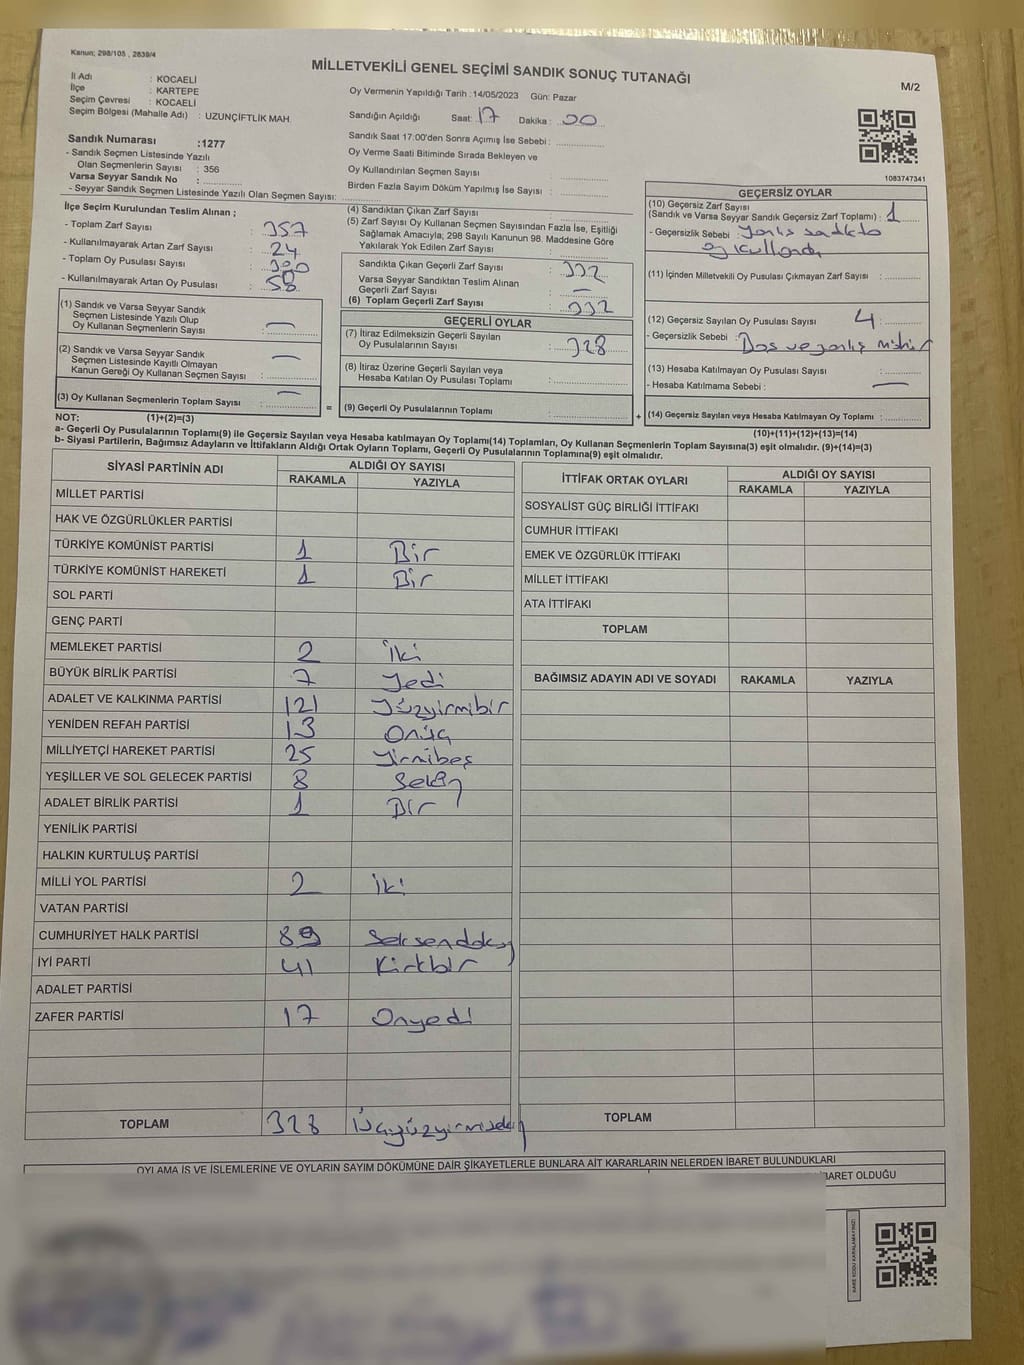 Kanun; 298/105 , 2839/4
MİLLETVEKİLİ GENEL SEÇİMİ SANDIK SONUÇ TUTANAĞI
M/2
İl Adı : KOCAELİ
İlçe : KARTEPE
Seçim Çevresi : KOCAELİ
Seçim Bölgesi (Mahalle Adı) : UZUNÇİFTLİK MAH.
Sandık Numarası :1277
- Sandık Seçmen Listesinde Yazılı
Olan Seçmenlerin Sayısı : 356
Varsa Seyyar Sandık No :
- Seyyar Sandık Seçmen Listesinde Yazılı Olan Seçmen Sayısı:
İlçe Seçim Kurulundan Teslim Alınan ;
- Toplam Zarf Sayısı : 357
- Kullanılmayarak Artan Zarf Sayısı : 24
- Toplam Oy Pusulası Sayısı :
- Kullanılmayarak Artan Oy Pusulası : 58
(1) Sandık ve Varsa Seyyar Sandık
Seçmen Listesinde Yazılı Olup
Oy Kullanan Seçmenlerin Sayısı : —
(2) Sandık ve Varsa Seyyar Sandık
Seçmen Listesinde Kayıtlı Olmayan
Kanun Gereği Oy Kullanan Seçmen Sayısı : —
(3) Oy Kullanan Seçmenlerin Toplam Sayısı : —
Oy Vermenin Yapıldığı Tarih :14/05/2023 Gün: Pazar
Sandığın Açıldığı Saat: 17 Dakika : 00
Sandık Saat 17:00'den Sonra Açımış İse Sebebi :
Oy Verme Saati Bitiminde Sırada Bekleyen ve
Oy Kullandırılan Seçmen Sayısı :
Birden Fazla Sayım Döküm Yapılmış İse Sayısı :
(4) Sandıktan Çıkan Zarf Sayısı :
(5) Zarf Sayısı Oy Kullanan Seçmen Sayısından Fazla İse, Eşitliği
Sağlamak Amacıyla; 298 Sayılı Kanunun 98. Maddesine Göre
Yakılarak Yok Edilen Zarf Sayısı :
Sandıkta Çıkan Geçerli Zarf Sayısı : 332
Varsa Seyyar Sandıktan Teslim Alınan
Geçerli Zarf Sayısı : —
(6) Toplam Geçerli Zarf Sayısı : 332
GEÇERLİ OYLAR
(7) İtiraz Edilmeksizin Geçerli Sayılan
Oy Pusulalarının Sayısı : 328
(8) İtiraz Üzerine Geçerli Sayılan veya
Hesaba Katılan Oy Pusulası Toplamı :
= (9) Geçerli Oy Pusulalarının Toplamı : +
1083747341
GEÇERSİZ OYLAR
(10) Geçersiz Zarf Sayısı
(Sandık ve Varsa Seyyar Sandık Geçersiz Zarf Toplamı) : 1
- Geçersizlik Sebebi : Yanlış sandıkta
oy kullandı
(11) İçinden Milletvekili Oy Pusulası Çıkmayan Zarf Sayısı :
(12) Geçersiz Sayılan Oy Pusulası Sayısı : 4
- Geçersizlik Sebebi : Boş ve yanlış mühür
(13) Hesaba Katılmayan Oy Pusulası Sayısı :
- Hesaba Katılmama Sebebi : —
(14) Geçersiz Sayılan veya Hesaba Katılmayan Oy Toplamı :
NOT: (1)+(2)=(3)
(10)+(11)+(12)+(13)=(14)
a- Geçerli Oy Pusulaları Toplamı(9) ile Geçersiz Sayılan veya Hesaba katılmayan Oy Toplamı(14) Toplamları, Oy Kullanan Seçmenlerin Toplam Sayısına(3) eşit olmalıdır. (9)+(14)=(3)
b- Siyasi Partilerin, Bağımsız Adayların ve İttifakların Aldığı Ortak Oyların Toplamı, Geçerli Oy Pusulalarının Toplamına(9) eşit olmalıdır.
SİYASİ PARTİNİN ADI ALDIĞI OY SAYISI
RAKAMLA YAZIYLA
MİLLET PARTİSİ
HAK VE ÖZGÜRLÜKLER PARTİSİ
TÜRKİYE KOMÜNİST PARTİSİ 1 Bir
TÜRKİYE KOMÜNİST HAREKETİ 1 Bir
SOL PARTİ
GENÇ PARTİ
MEMLEKET PARTİSİ 2 İki
BÜYÜK BİRLİK PARTİSİ 7 Yedi
ADALET VE KALKINMA PARTİSİ 121 Yüzyirmibir
YENİDEN REFAH PARTİSİ 13 Onüç
MİLLİYETÇİ HAREKET PARTİSİ 25 Yirmibeş
YEŞİLLER VE SOL GELECEK PARTİSİ 8 Sekiz
ADALET BİRLİK PARTİSİ 1 Bir
YENİLİK PARTİSİ
HALKIN KURTULUŞ PARTİSİ
MİLLİ YOL PARTİSİ 2 İki
VATAN PARTİSİ
CUMHURİYET HALK PARTİSİ 89 Seksendokuz
İYİ PARTİ 41 Kırkbir
ADALET PARTİSİ
ZAFER PARTİSİ 17 Onyedi
TOPLAM 328 Üçyüzyirmisekiz
İTTİFAK ORTAK OYLARI ALDIĞI OY SAYISI
RAKAMLA YAZIYLA
SOSYALİST GÜÇ BİRLİĞİ İTTİFAKI
CUMHUR İTTİFAKI
EMEK VE ÖZGÜRLÜK İTTİFAKI
MİLLET İTTİFAKI
ATA İTTİFAKI
TOPLAM
BAĞIMSIZ ADAYIN ADI VE SOYADI RAKAMLA YAZIYLA
TOPLAM
OYLAMA İŞ VE İŞLEMLERİNE VE OYLARIN SAYIM DÖKÜMÜNE DAİR ŞİKAYETLERLE BUNLARA AİT KARARLARIN NELERDEN İBARET BULUNDUKLARI
İBARET OLDUĞU
KARE KODU KARALAMAYINIZ!